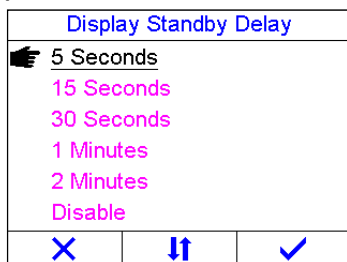 Display Standby Delay
5 Seconds
15 Seconds
30 Seconds
1 Minutes
2 Minutes
Disable